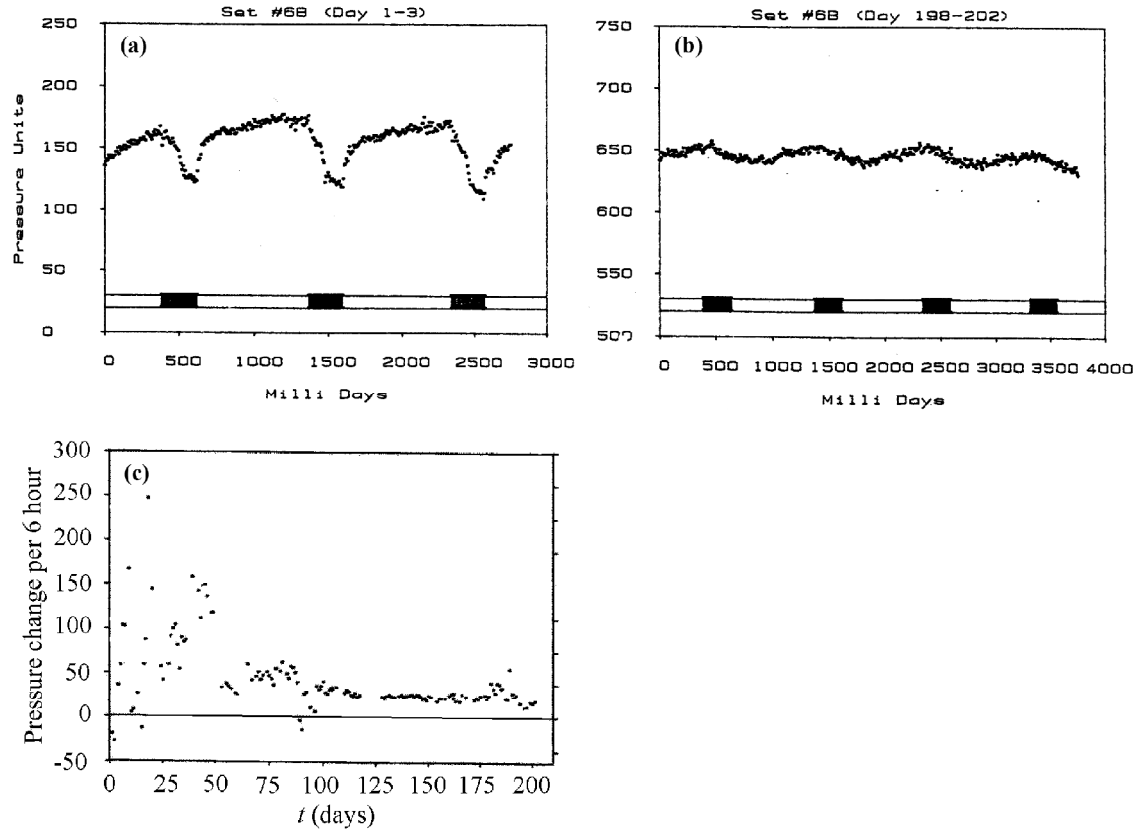 Set #6B (Day 1-3)
(a)
Pressure Units
250
200
150
100
50
0
0 500 1000 1500 2000 2500 3000
Milli Days
Set #6B (Day 198-202)
(b)
750
700
650
600
550
500
0 500 1000 1500 2000 2500 3000 3500 4000
Milli Days
(c)
Pressure change per 6 hour
300
250
200
150
100
50
0
-50
0 25 50 75 100 125 150 175 200
t (days)